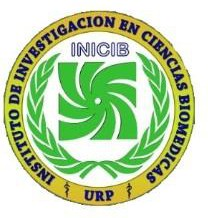 INSTITUTO DE INVESTIGACION EN CIENCIAS BIOMEDICAS
INICIB
URP